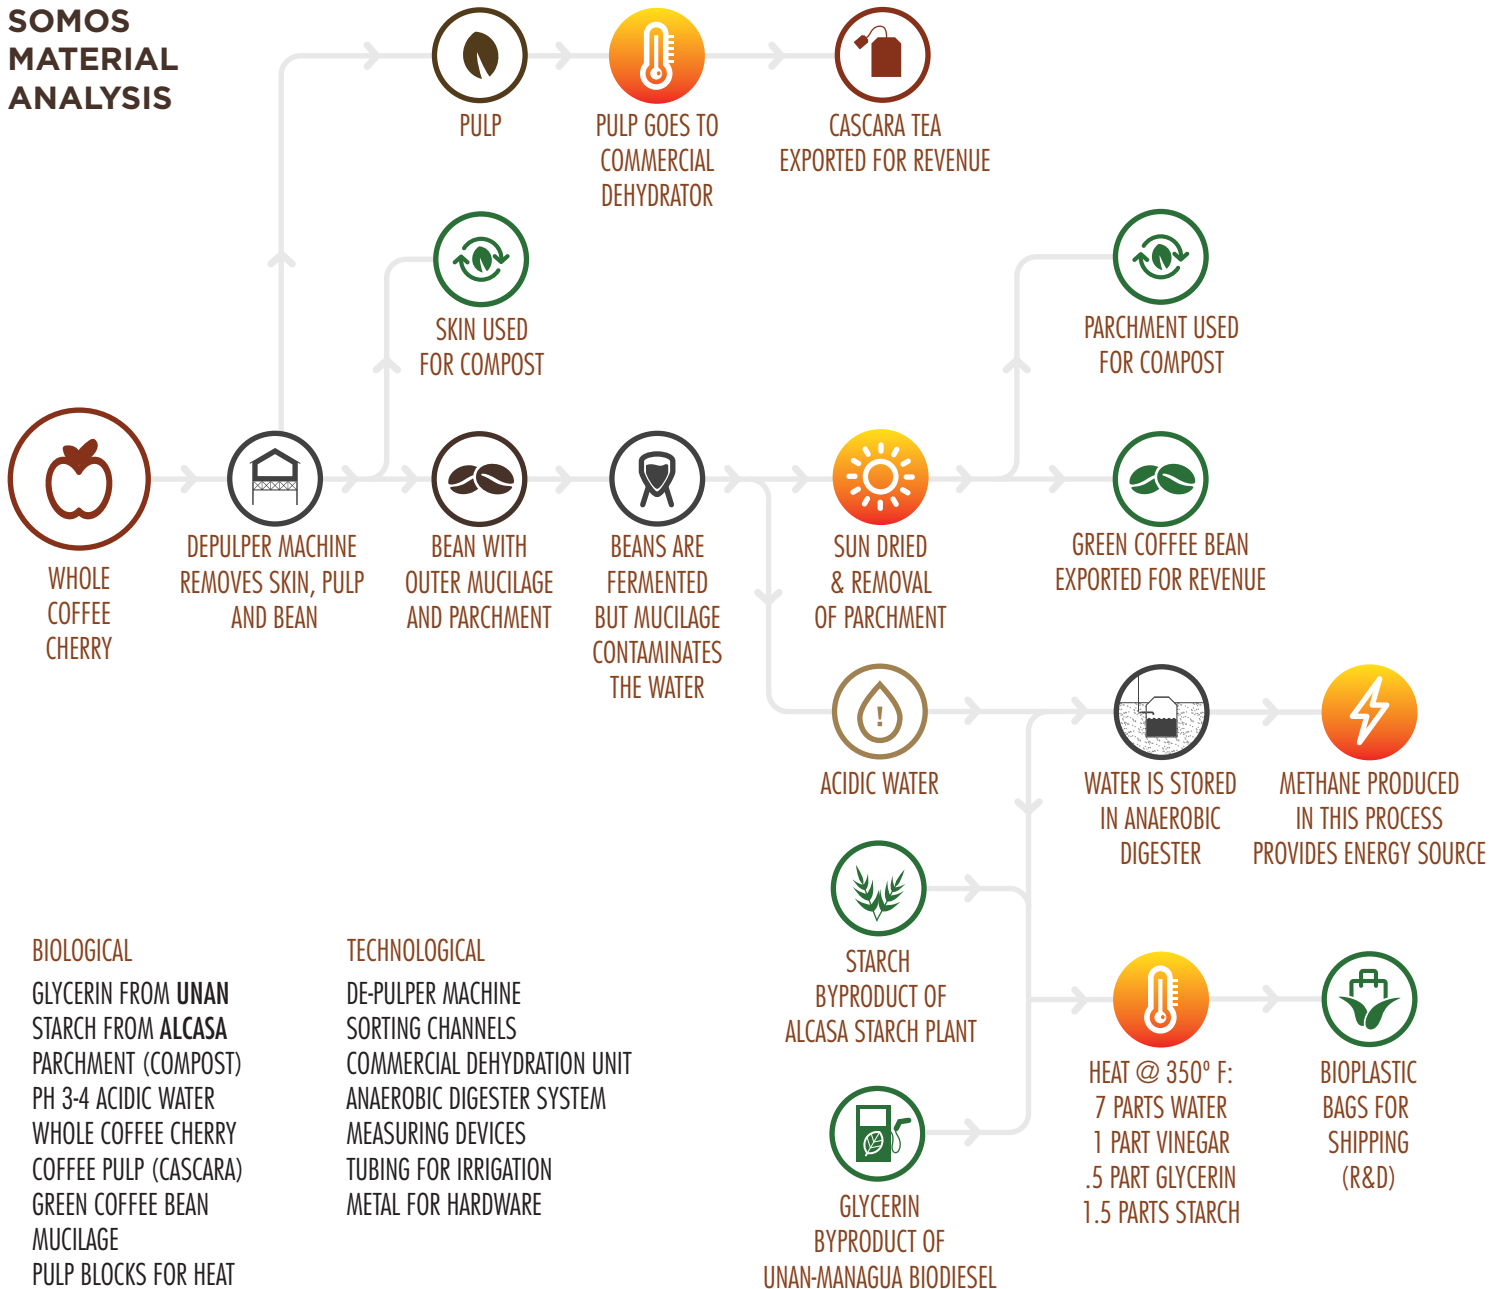 SOMOS
MATERIAL
ANALYSIS
PULP
PULP GOES TO
COMMERCIAL
DEHYDRATOR
CASCARA TEA
EXPORTED FOR REVENUE
SKIN USED
FOR COMPOST
PARCHMENT USED
FOR COMPOST
WHOLE
COFFEE
CHERRY
DEPULPER MACHINE
REMOVES SKIN, PULP
AND BEAN
BEAN WITH
OUTER MUCILAGE
AND PARCHMENT
BEANS ARE
FERMENTED
BUT MUCILAGE
CONTAMINATES
THE WATER
SUN DRIED
& REMOVAL
OF PARCHMENT
GREEN COFFEE BEAN
EXPORTED FOR REVENUE
!
ACIDIC WATER
WATER IS STORED
IN ANAEROBIC
DIGESTER
METHANE PRODUCED
IN THIS PROCESS
PROVIDES ENERGY SOURCE
STARCH
BYPRODUCT OF
ALCASA STARCH PLANT
HEAT @ 350º F:
7 PARTS WATER
1 PART VINEGAR
.5 PART GLYCERIN
1.5 PARTS STARCH
BIOPLASTIC
BAGS FOR
SHIPPING
(R&D)
GLYCERIN
BYPRODUCT OF
UNAN-MANAGUA BIODIESEL
BIOLOGICAL
GLYCERIN FROM UNAN
STARCH FROM ALCASA
PARCHMENT (COMPOST)
PH 3-4 ACIDIC WATER
WHOLE COFFEE CHERRY
COFFEE PULP (CASCARA)
GREEN COFFEE BEAN
MUCILAGE
PULP BLOCKS FOR HEAT
TECHNOLOGICAL
DE-PULPER MACHINE
SORTING CHANNELS
COMMERCIAL DEHYDRATION UNIT
ANAEROBIC DIGESTER SYSTEM
MEASURING DEVICES
TUBING FOR IRRIGATION
METAL FOR HARDWARE